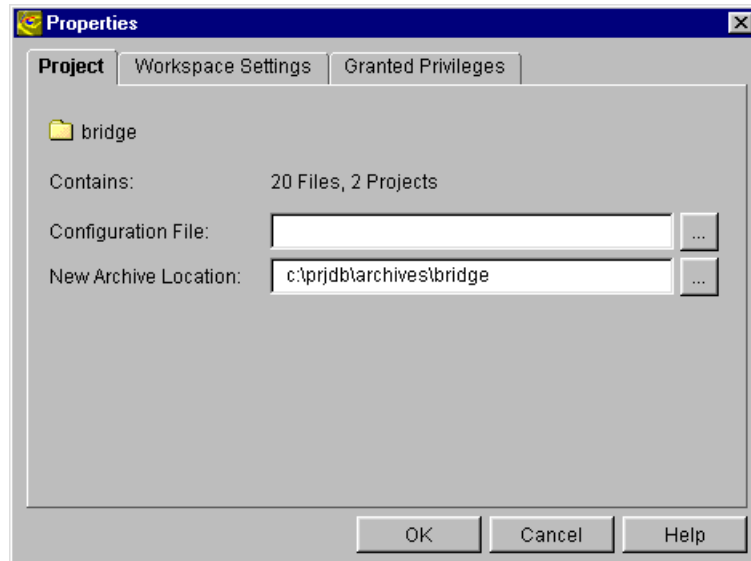 Properties
Project Workspace Settings Granted Privileges
bridge
Contains: 20 Files, 2 Projects
Configuration File: ...
New Archive Location: c:\prjdb\archives\bridge ...
OK Cancel Help